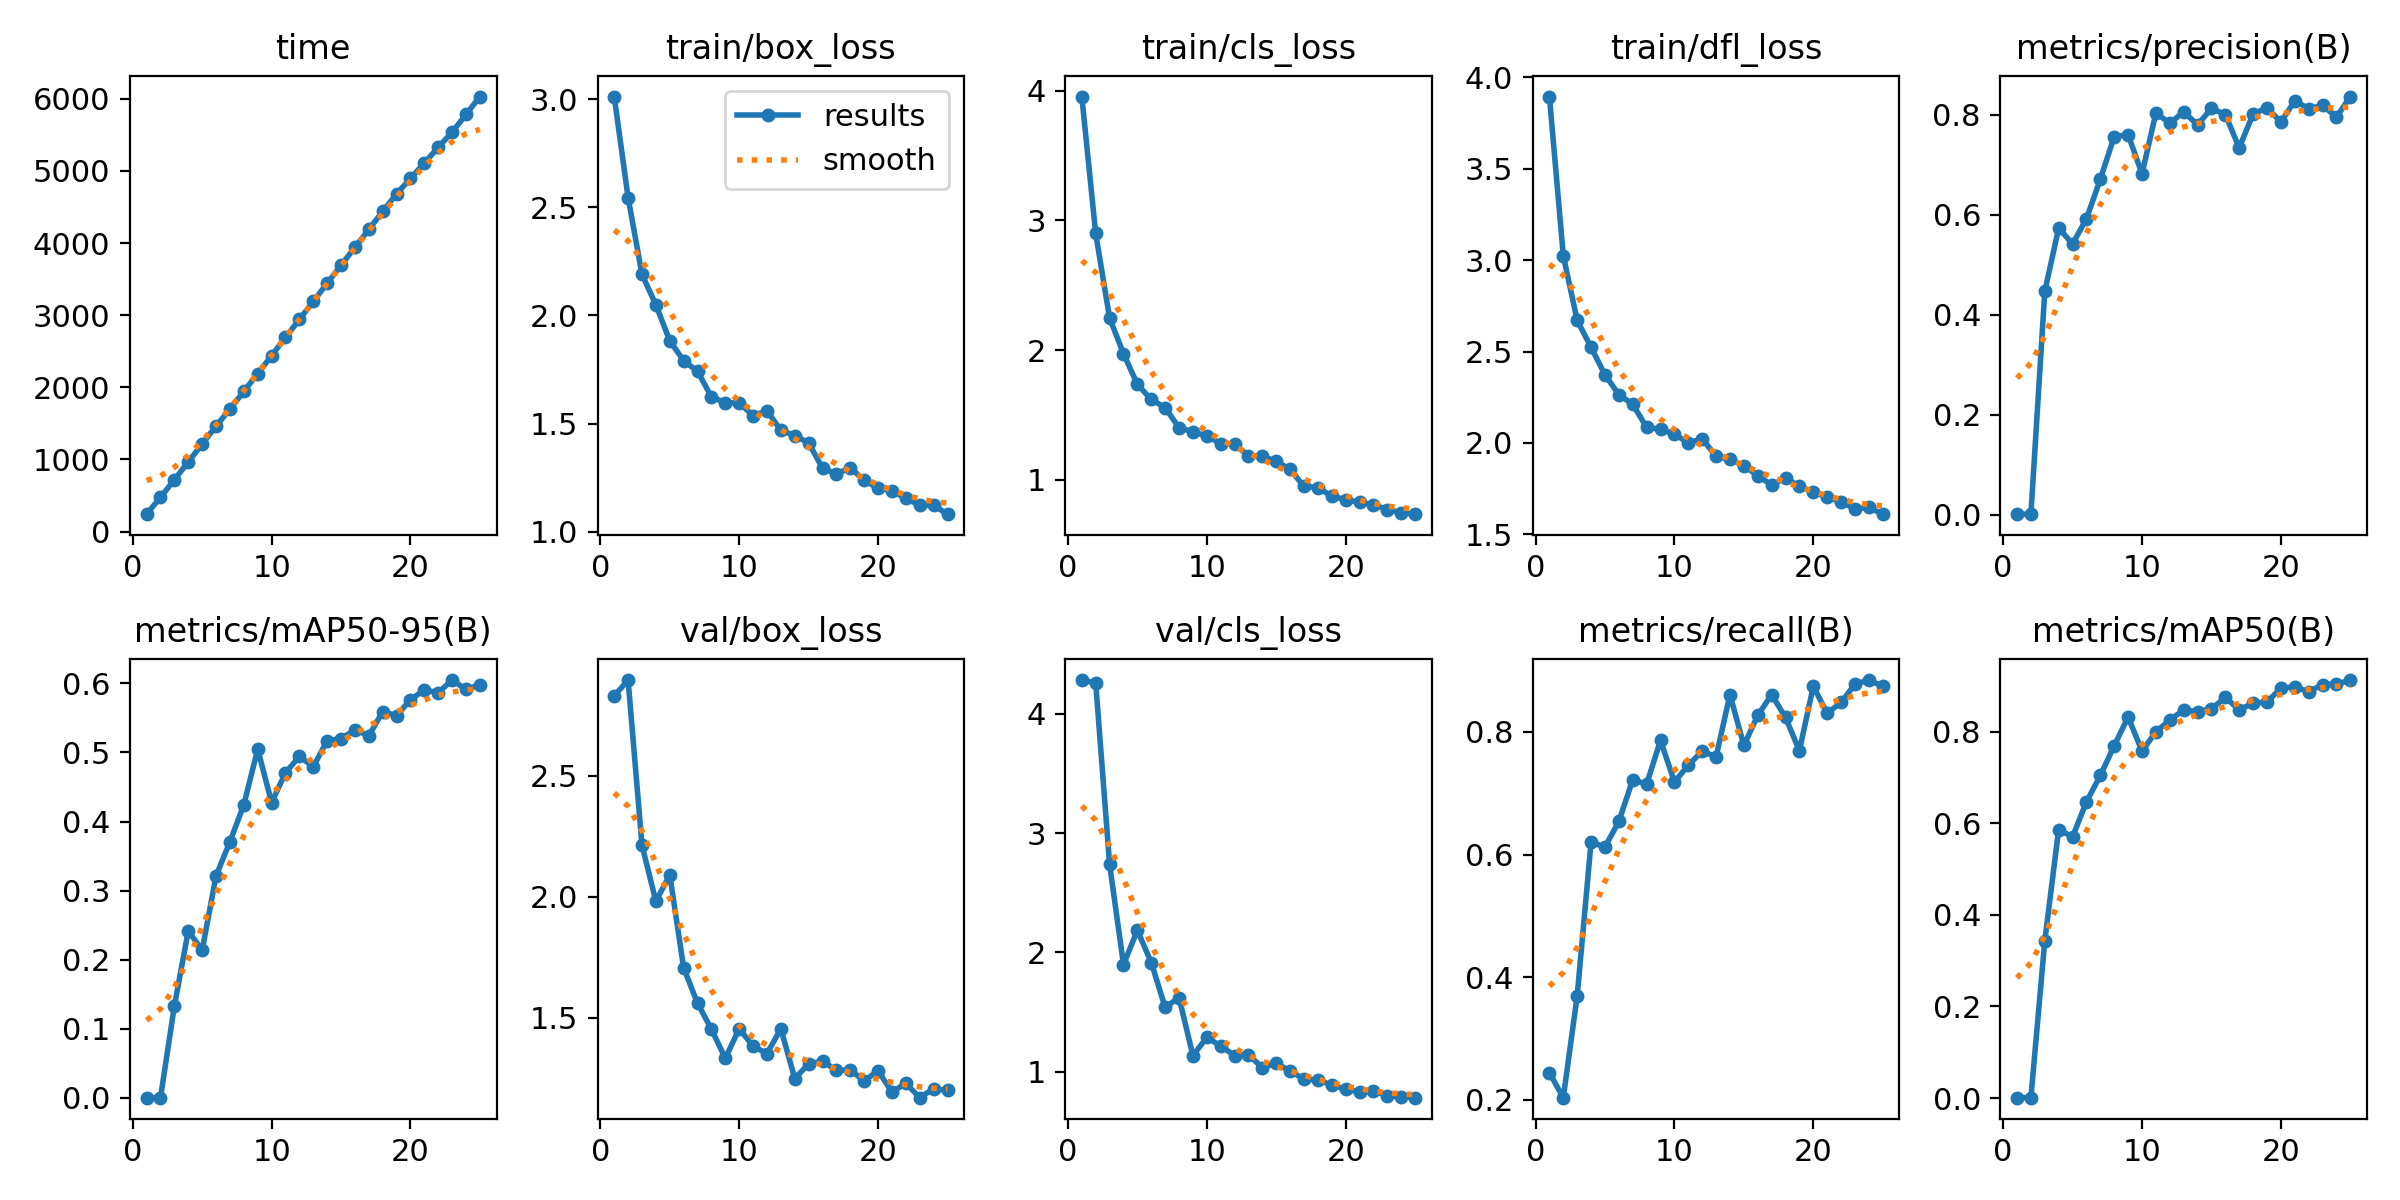 time
train/box_loss
train/cls_loss
train/dfl_loss
metrics/precision(B)
6000
5000
4000
3000
2000
1000
0
0 10 20
3.0
2.5
2.0
1.5
1.0
0 10 20
results
smooth
4
3
2
1
0 10 20
4.0
3.5
3.0
2.5
2.0
1.5
0 10 20
0.8
0.6
0.4
0.2
0.0
0 10 20
metrics/mAP50-95(B)
val/box_loss
val/cls_loss
metrics/recall(B)
metrics/mAP50(B)
0.6
0.5
0.4
0.3
0.2
0.1
0.0
0 10 20
2.5
2.0
1.5
0 10 20
4
3
2
1
0 10 20
0.8
0.6
0.4
0.2
0 10 20
0.8
0.6
0.4
0.2
0.0
0 10 20